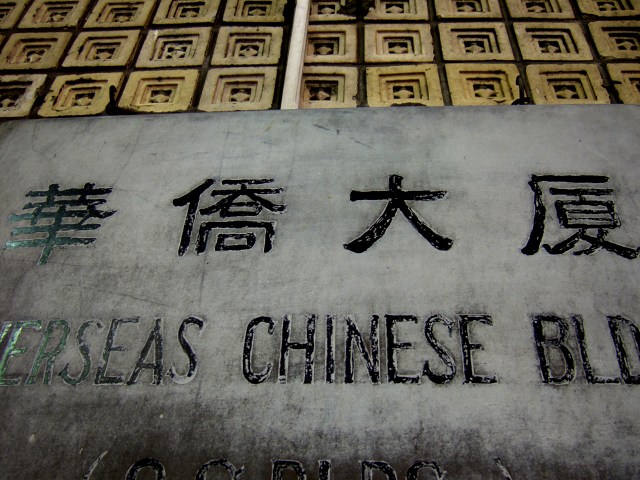 華僑大厦
VERSEAS CHINESE BLD